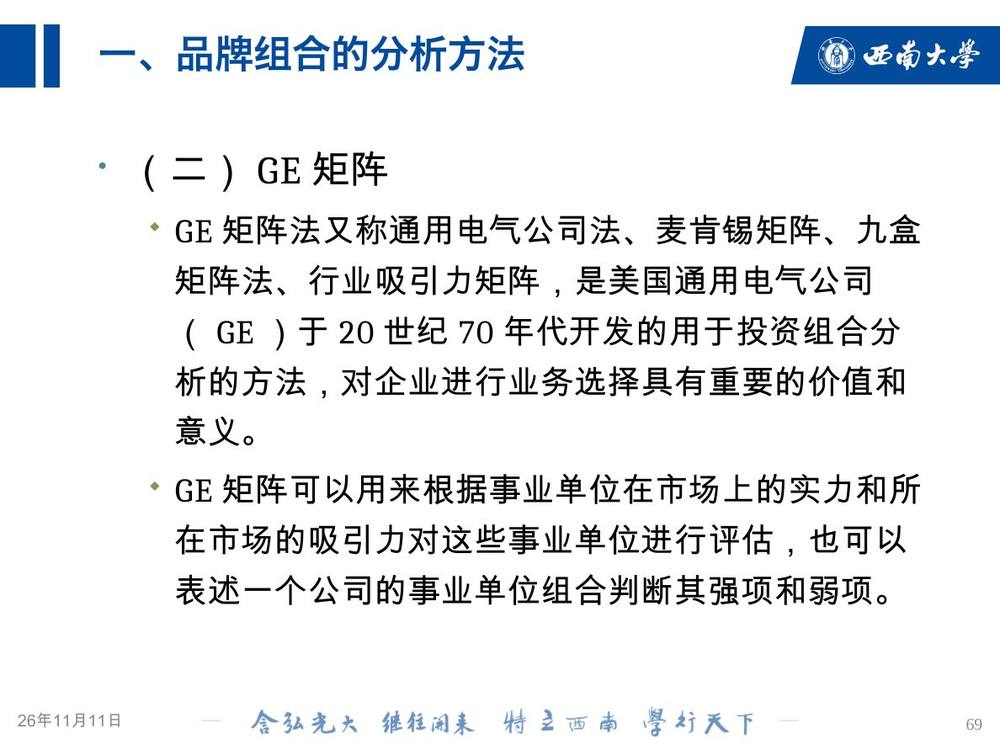 一、品牌组合的分析方法
西南大学
（二）GE 矩阵
GE 矩阵法又称通用电气公司法、麦肯锡矩阵、九盒
矩阵法、行业吸引力矩阵，是美国通用电气公司
（ GE ）于 20 世纪 70 年代开发的用于投资组合分
析的方法，对企业进行业务选择具有重要的价值和
意义。
GE 矩阵可以用来根据事业单位在市场上的实力和所
在市场的吸引力对这些事业单位进行评估，也可以
表述一个公司的事业单位组合判断其强项和弱项。
26年11月11日
含弘光大 继往开来 特立西南 学行天下
69